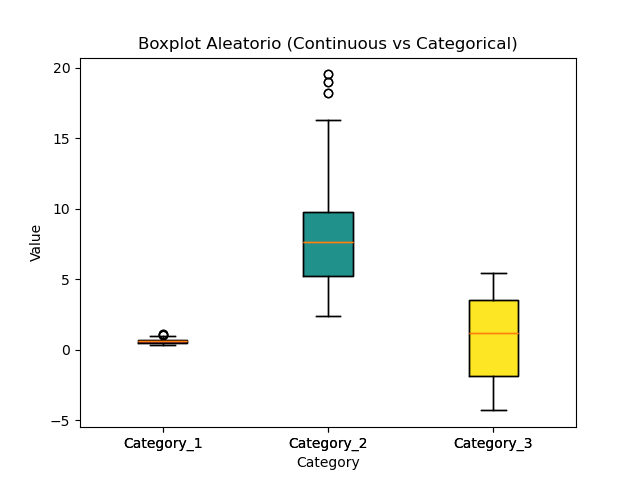 Boxplot Aleatorio (Continuous vs Categorical)
20
15
10
5
0
−5
Value
Category_1
Category_2
Category_3
Category